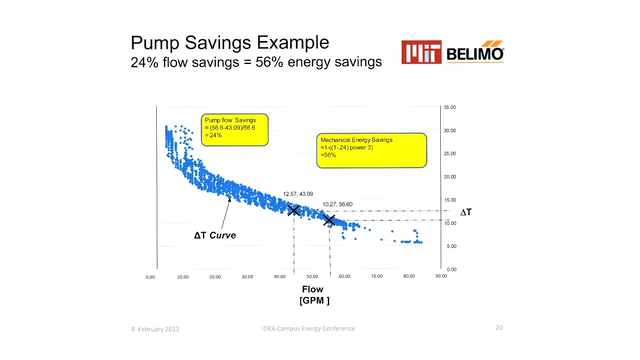 Pump Savings Example
24% flow savings = 56% energy savings
MIT
BELIMO
Pump flow Savings
= (56.6-43.09)/56.6
= 24%
Mechanical Energy Savings
=1-((1-.24) power 3)
=56%
12.57, 43.09
10.27, 56.60
ΔT
ΔT Curve
35.00
30.00
25.00
20.00
15.00
10.00
5.00
0.00
0.00 10.00 20.00 30.00 40.00 50.00 60.00 70.00 80.00 90.00
Flow
[GPM ]
8 February 2012
IDEA Campus Energy Conference
20